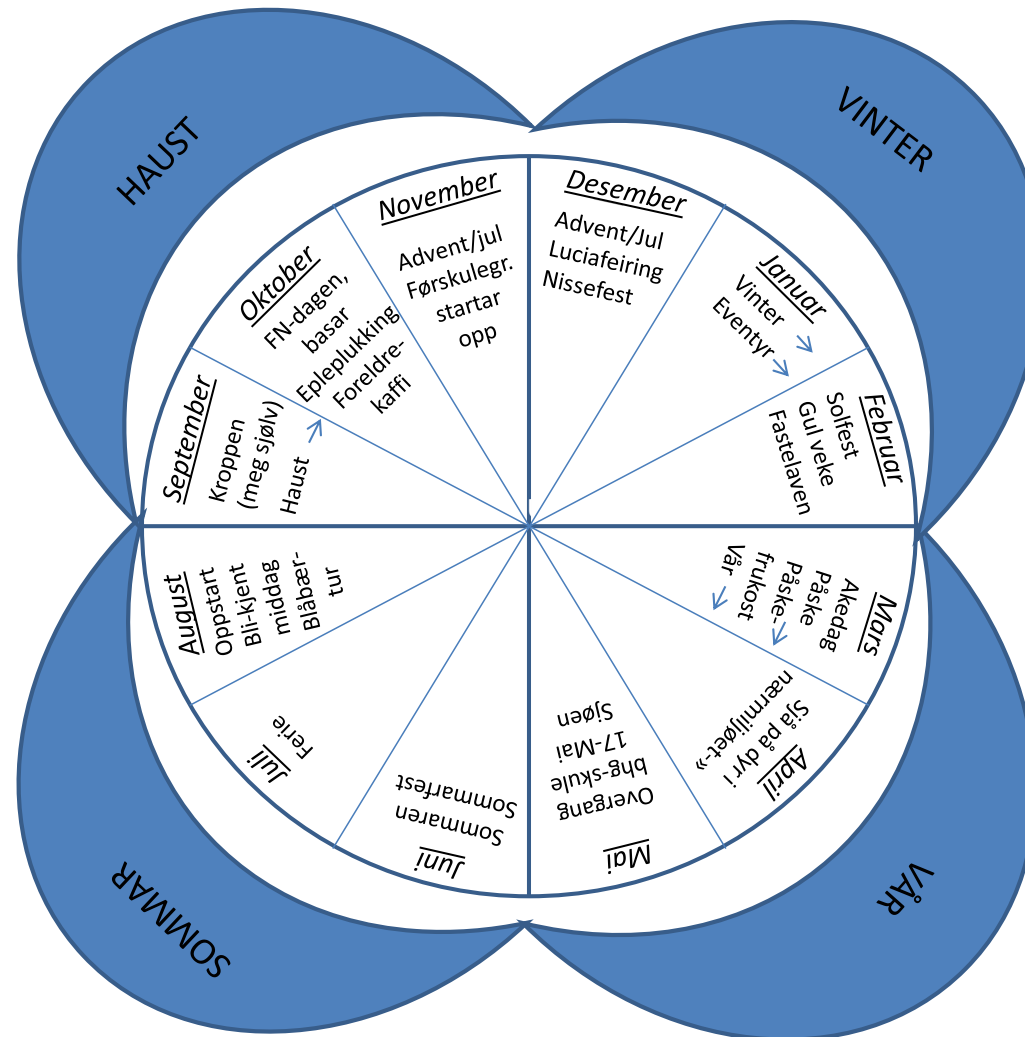 HAUST
VINTER
SOMMAR
VÅR
November
Advent/jul
Førskulegr.
startar
opp
Desember
Advent/Jul
Luciafeiring
Nissefest
Januar
Vinter
Eventyr
Februar
Solfest
Gul veke
Fastelaven
Mars
Akedag
påske
Påske-
frukost
Vår
April
Sjå på dyr i
nærmiljøet-»
Mai
Overgang
bhg-skule
17-Mai
Sjøen
Juni
Sommaren
Sommarfest
Juli
Ferie
August
Oppstart
Bli-kjent
middag
Blåbær-
tur
September
Kroppen
(meg sjølv)
Haust
Oktober
FN-dagen,
basar
Epleplukking
Foreldre-
kaffi